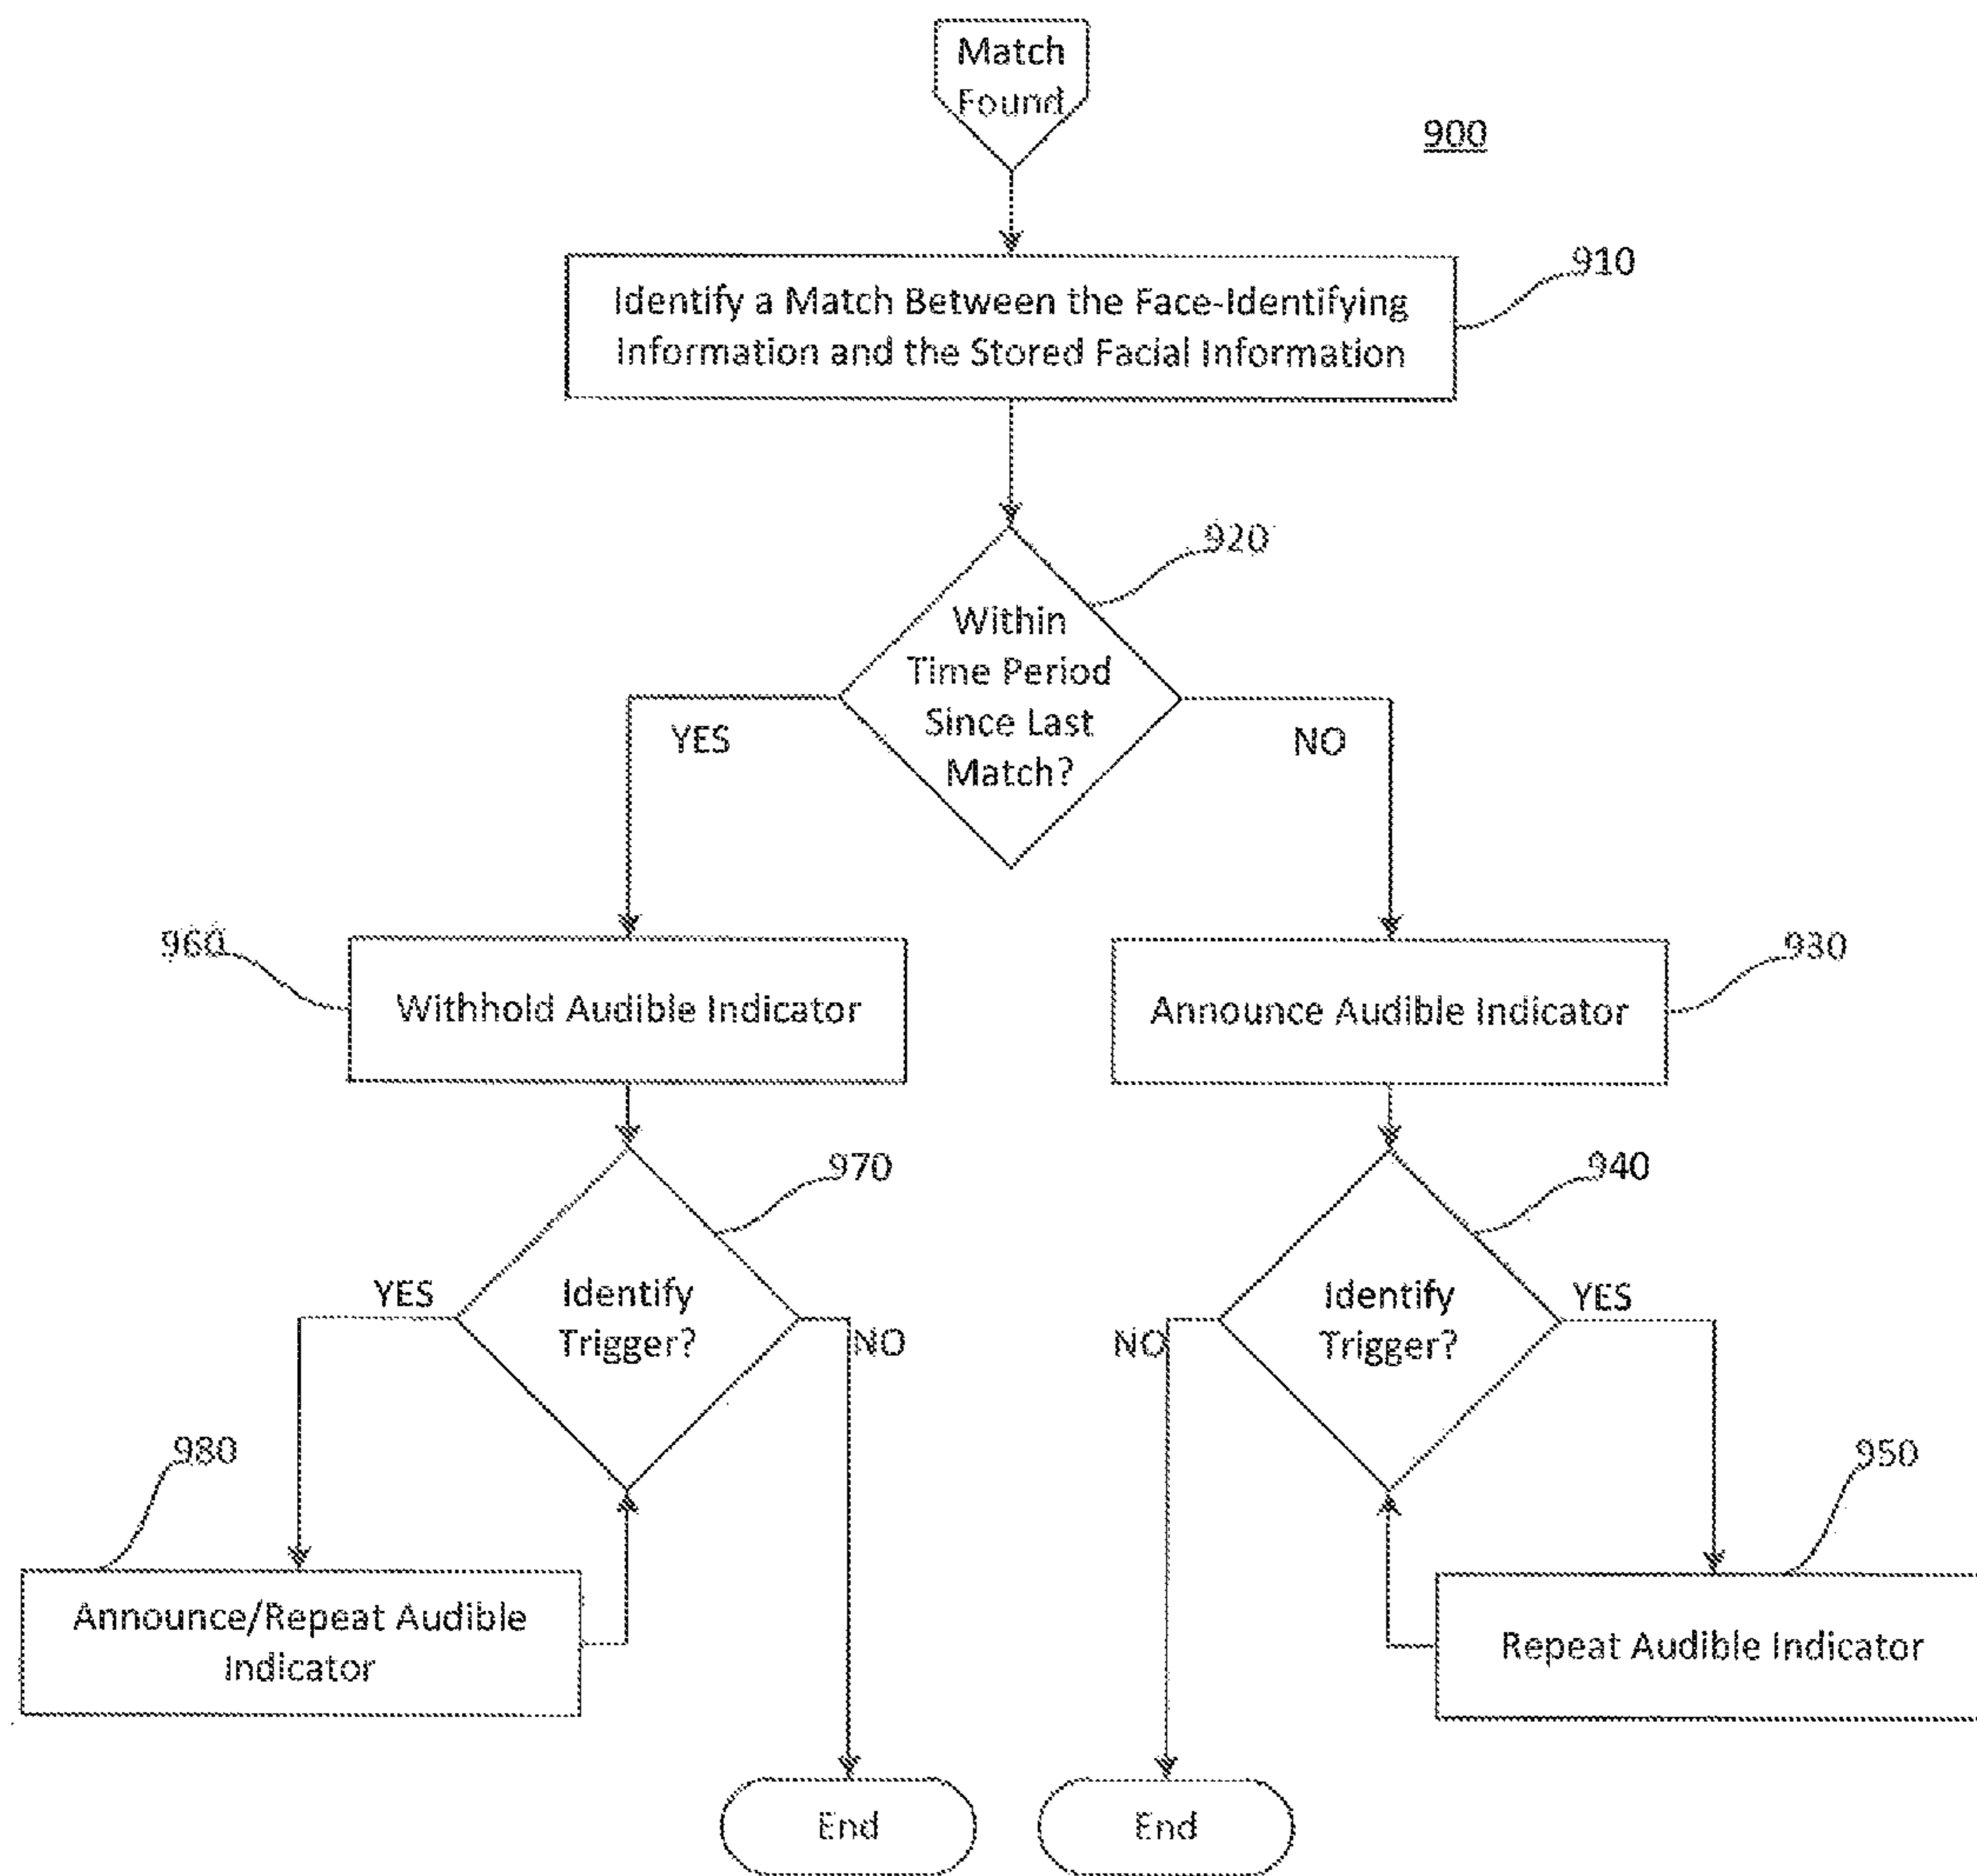 Match
Found
900
910
Identify a Match Between the Face-Identifying
Information and the Stored Facial Information
920
Within
Time Period
Since Last
Match?
YES
NO
960
Withhold Audible Indicator
930
Announce Audible Indicator
970
940
YES
Identify
Trigger?
NO
NO
Identify
Trigger?
YES
980
950
Announce/Repeat Audible
Indicator
Repeat Audible Indicator
End
End